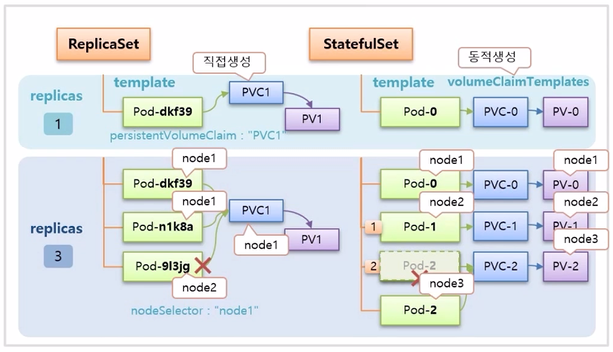 ReplicaSet
StatefulSet
직접생성
동적생성
template
template
volumeClaimTemplates
replicas
1
Pod-dkf39
PVC1
PV1
persistentVolumeClaim : "PVC1"
Pod-0
PVC-0
PV-0
replicas
3
node1
Pod-dkf39
node1
Pod-n1k8a
PVC1
PV1
node1
Pod-9l3jg
node2
nodeSelector : "node1"
node1
node1
Pod-0
PVC-0
PV-0
node2
node2
1
Pod-1
PVC-1
PV-1
node3
2
Pod-2
PVC-2
PV-2
node3
Pod-2